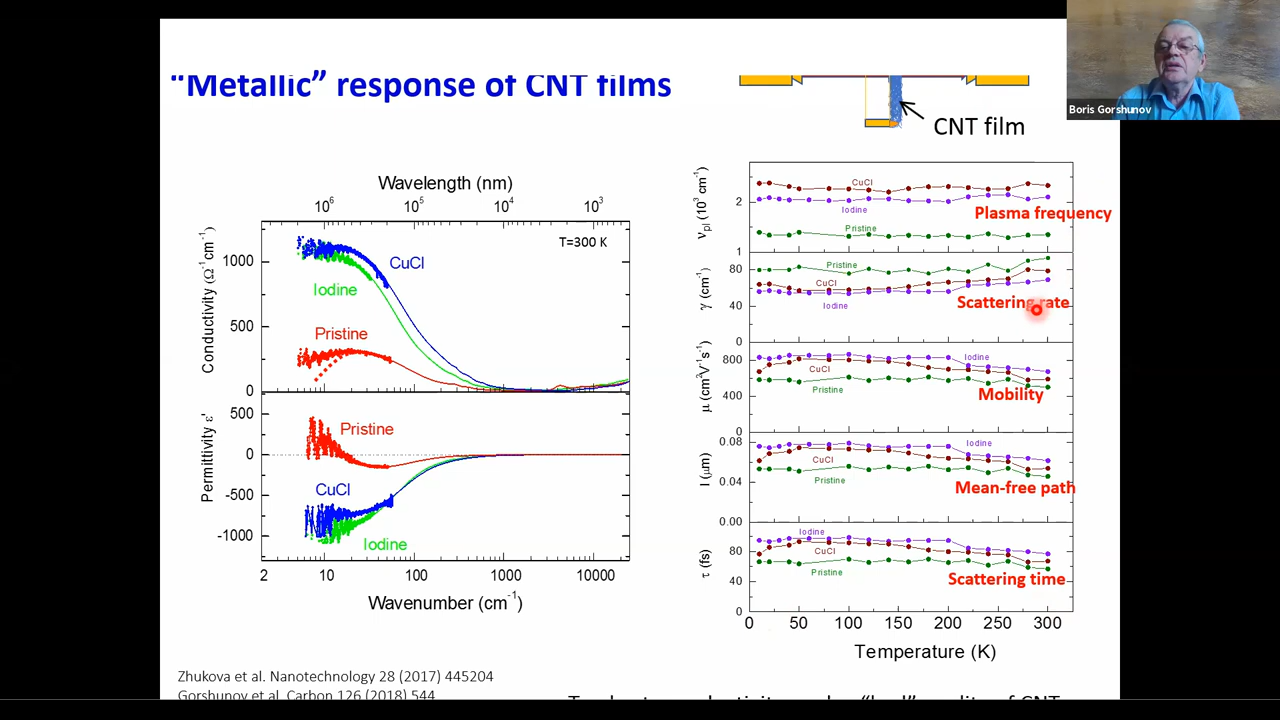 Boris Gorshunov
"Metallic" response of CNT films
CNT film
Wavelength (nm)
10⁶ 10⁵ 10⁴ 10³
T=300 K
Conductivity (Ω⁻¹cm⁻¹)
1000
500
0
CuCl
Iodine
Pristine
Permittivity ε'
500
0
-500
-1000
Pristine
CuCl
Iodine
2 10 100 1000 10000
Wavenumber (cm⁻¹)
ν_pl (10³ cm⁻¹)
2
1
CuCl
Iodine
Pristine
Plasma frequency
γ (cm⁻¹)
80
40
0
Pristine
CuCl
Iodine
Scattering rate
μ (cm²V⁻¹s⁻¹)
800
400
0
Iodine
CuCl
Pristine
Mobility
l (μm)
0.08
0.04
0.00
Iodine
CuCl
Pristine
Mean-free path
τ (fs)
80
40
0
Iodine
CuCl
Pristine
Scattering time
0 50 100 150 200 250 300
Temperature (K)
Zhukova et al. Nanotechnology 28 (2017) 445204
Gorshunov et al. Carbon 126 (2018) 544